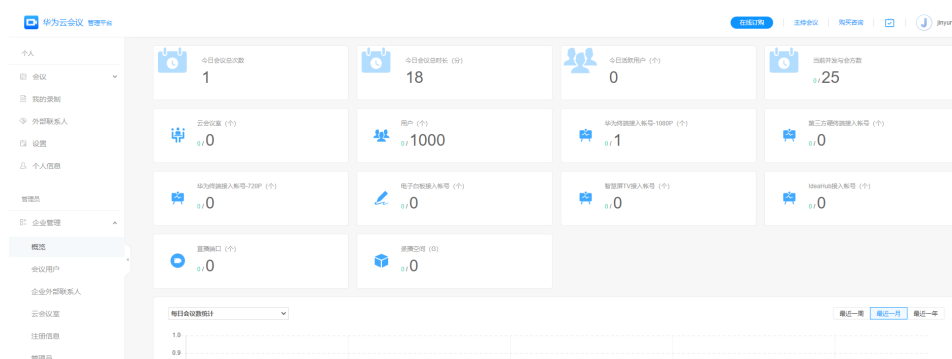 华为云会议 管理平台
在线订购
主持会议
购买咨询
J
jinyun
个人
会议
我的录制
外部联系人
设置
个人信息
管理员
企业管理
概览
会议用户
企业外部联系人
云会议室
注册信息
管理员
今日会议总次数
1
今日会议总时长（分）
18
今日活跃用户（个）
0
当前并发与会方数
0 / 25
云会议室（个）
0 / 0
用户（个）
0 / 1000
华为终端接入帐号-1080P（个）
0 / 1
第三方硬终端接入帐号（个）
0 / 0
华为终端接入帐号-720P（个）
0 / 0
电子白板接入帐号（个）
0 / 0
智慧屏TV接入帐号（个）
0 / 0
IdeaHub接入帐号（个）
0 / 0
直播端口（个）
0 / 0
录播空间（G）
0 / 0
每日会议数统计
最近一周 最近一月 最近一年
1.0
0.9